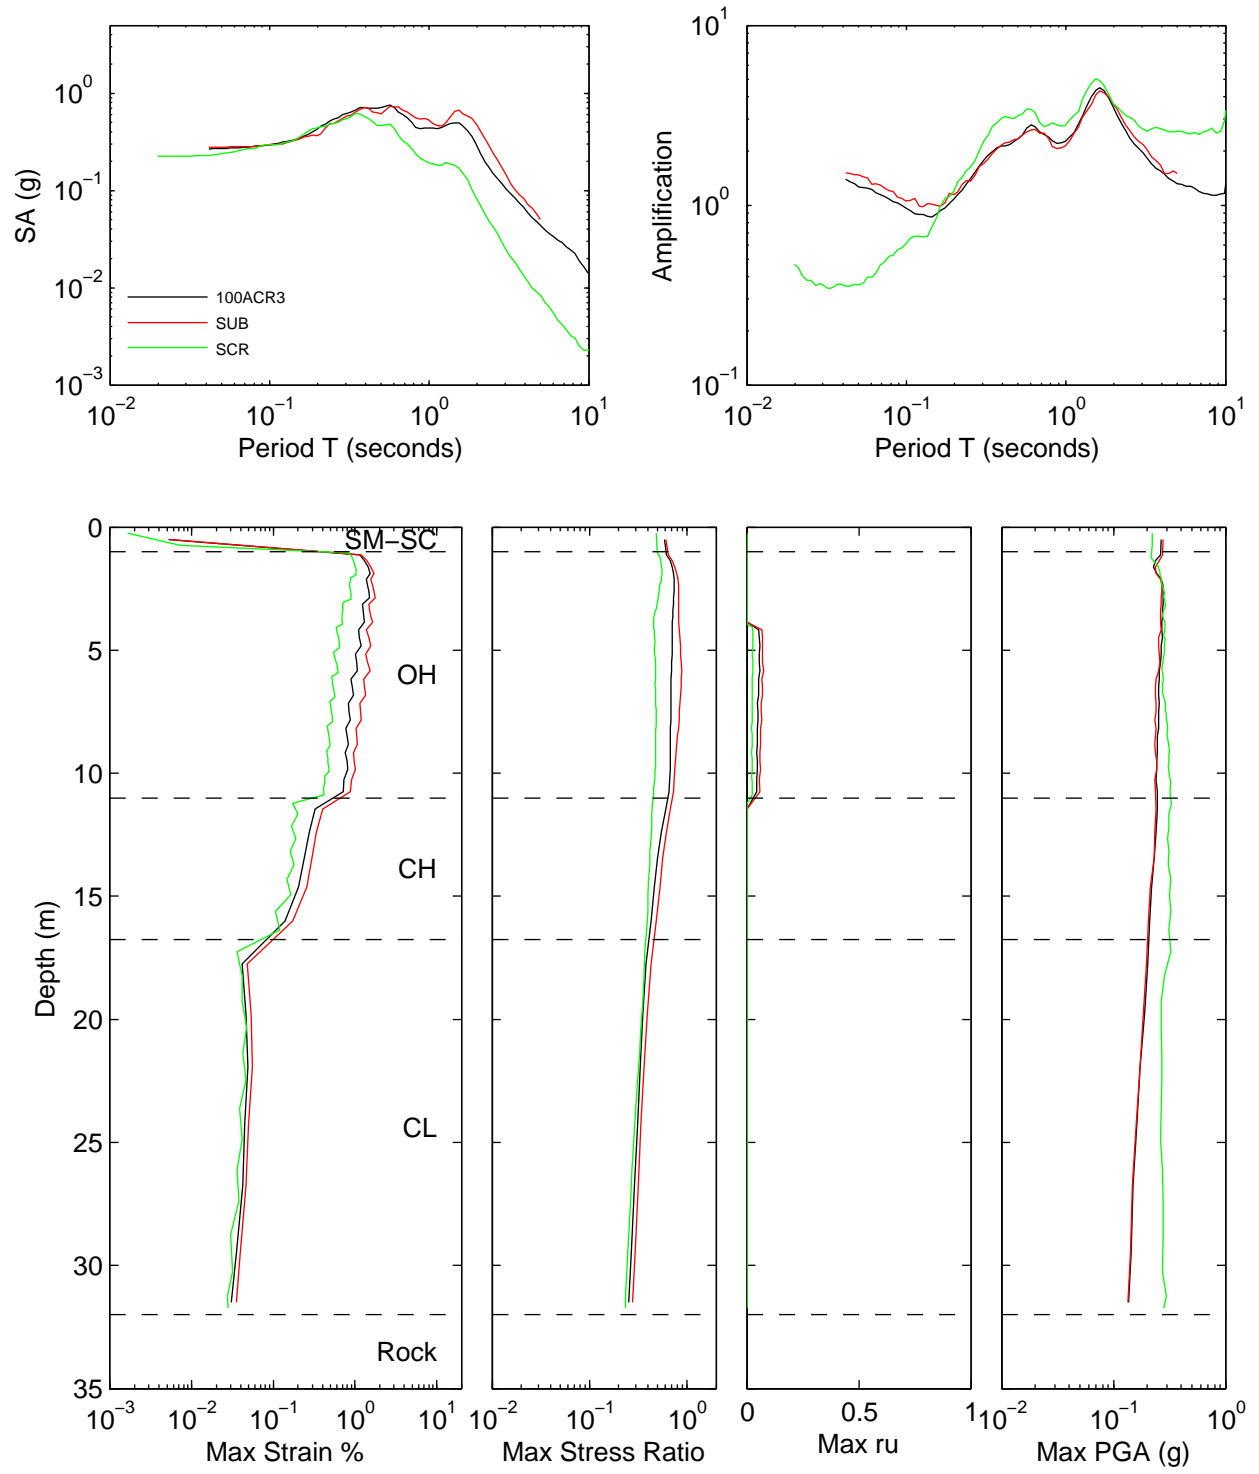 10^0
10^−1
10^−2
10^−3
SA (g)
100ACR3
SUB
SCR
10^−2
10^−1
10^0
10^1
Period T (seconds)
10^1
10^0
10^−1
Amplification
10^−2
10^−1
10^0
10^1
Period T (seconds)
0
5
10
15
20
25
30
35
Depth (m)
SM−SC
OH
CH
CL
Rock
10^−3
10^−2
10^−1
10^0
10^1
Max Strain %
10^−2
10^−1
10^0
Max Stress Ratio
0
0.5
1
Max ru
10^−2
10^−1
10^0
Max PGA (g)